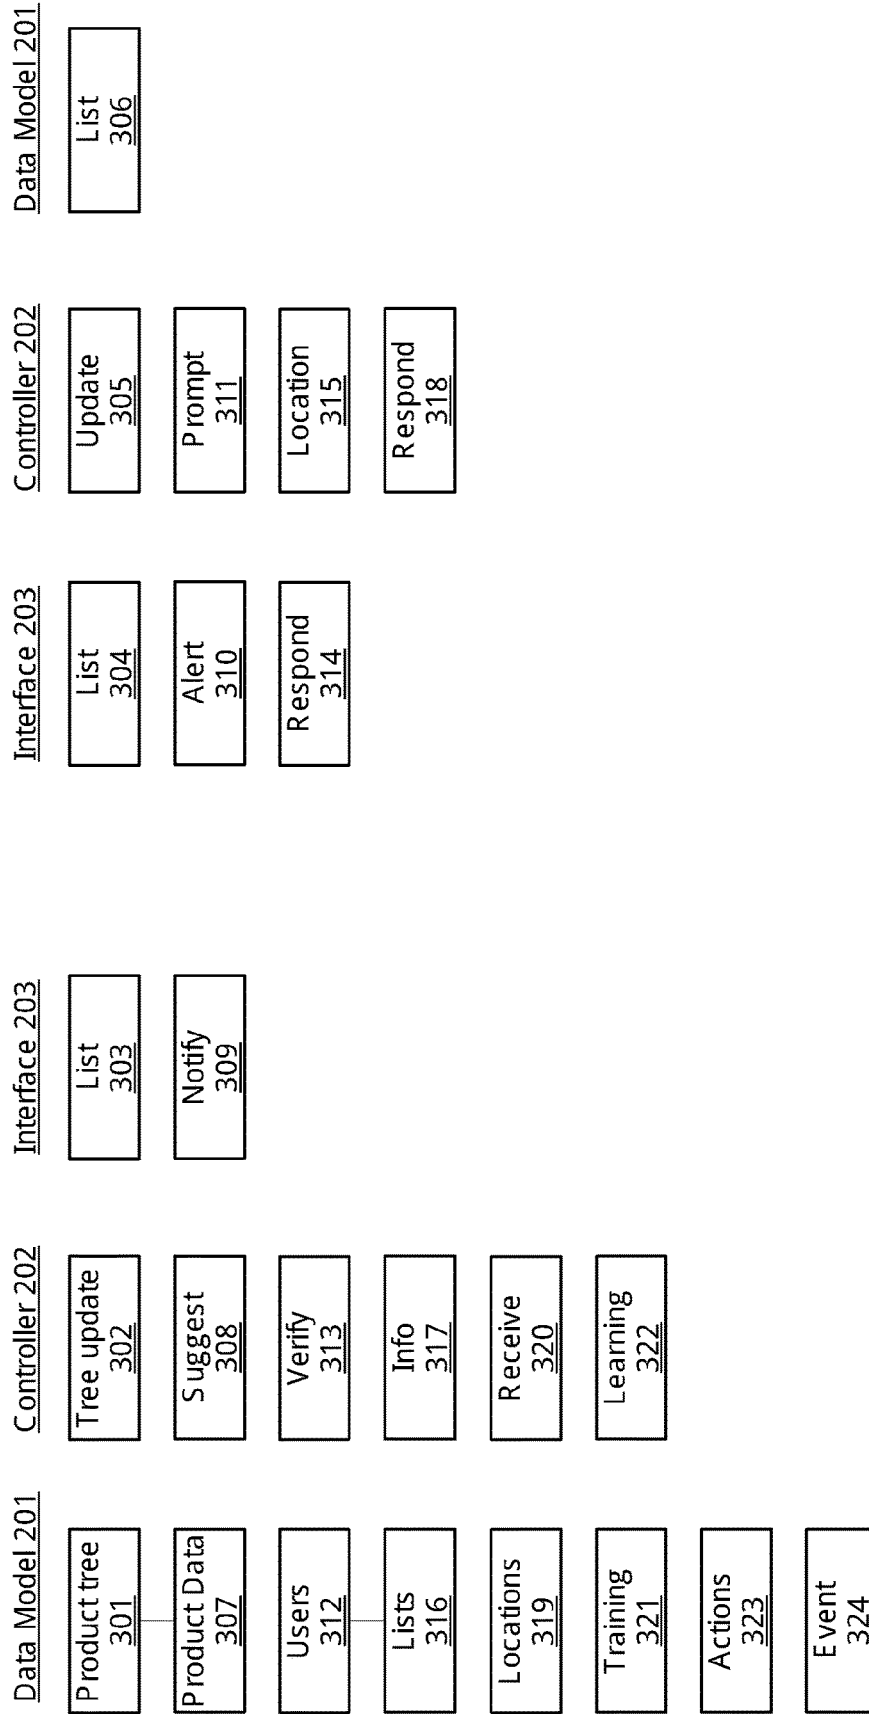 Data Model 201
Controller 202
Interface 203
Interface 203
Controller 202
Data Model 201
Product tree
301
Tree update
302
List
303
List
304
Update
305
List
306
Product Data
307
Suggest
308
Notify
309
Alert
310
Prompt
311
Users
312
Verify
313
Respond
314
Location
315
Lists
316
Info
317
Respond
318
Locations
319
Receive
320
Training
321
Learning
322
Actions
323
Event
324